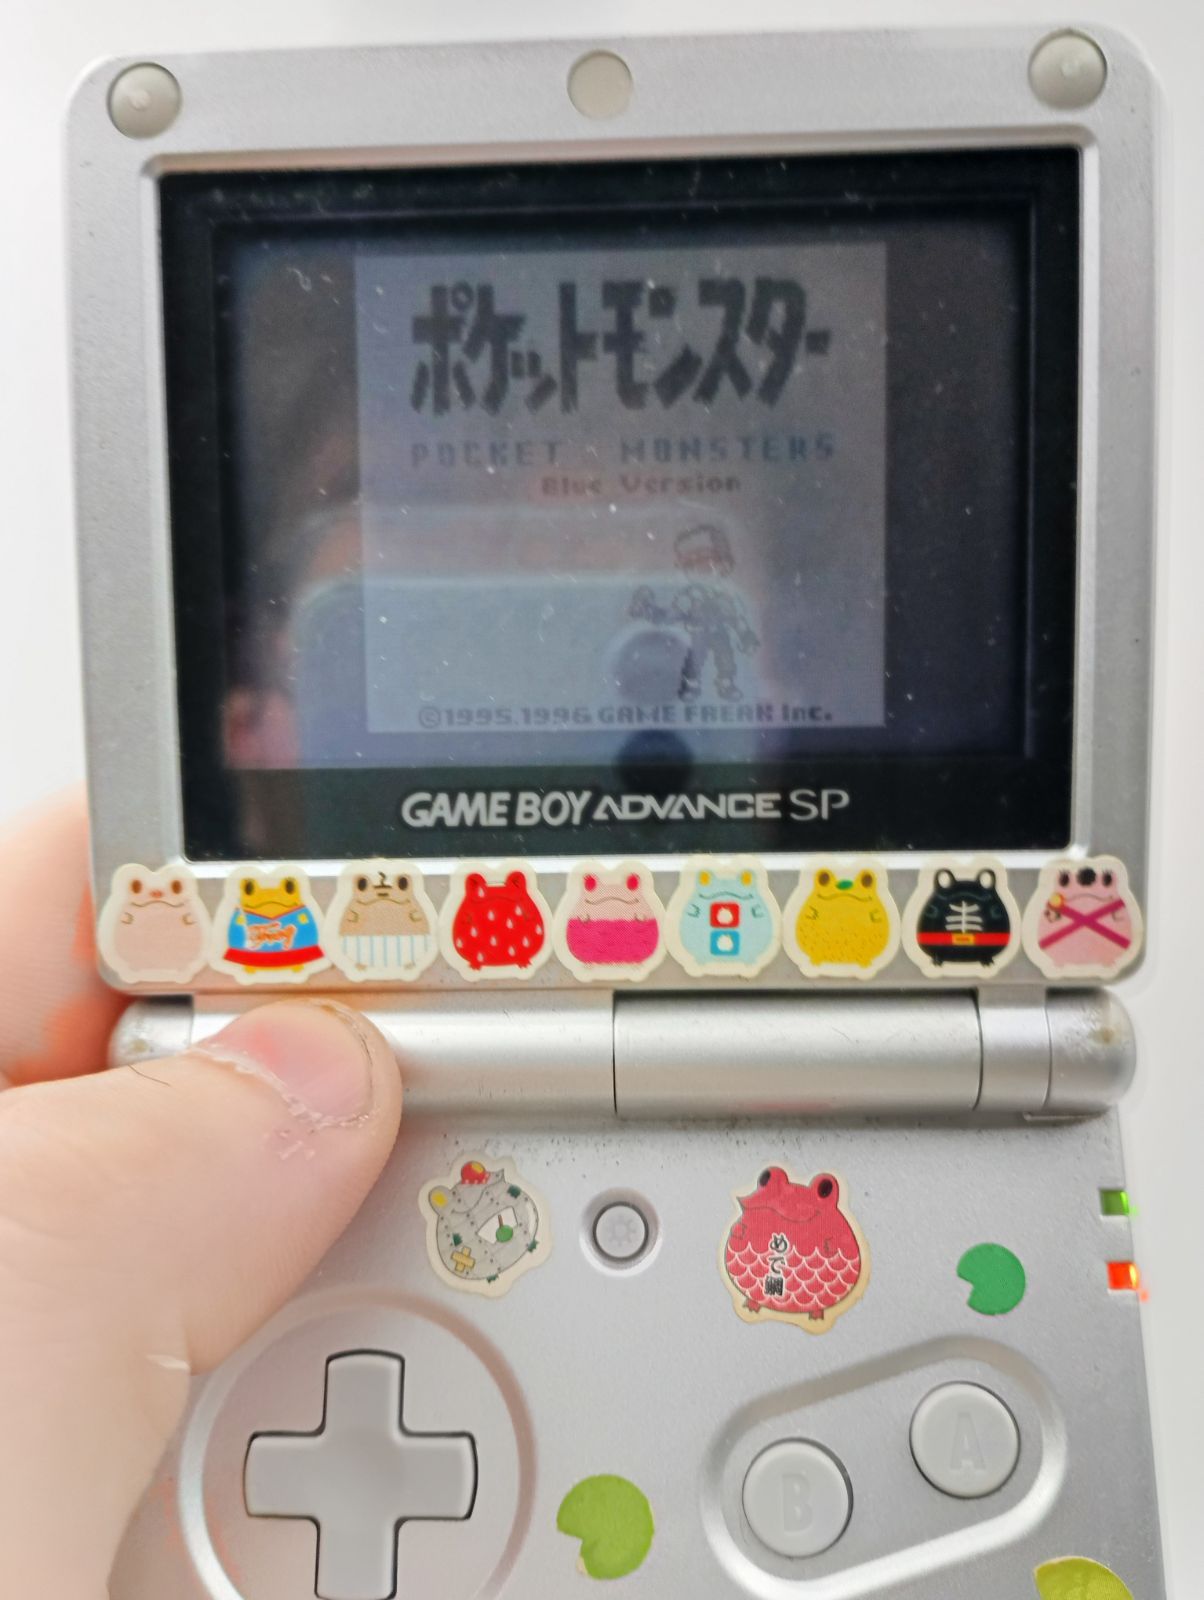 ポケットモンスター
POCKET MONSTERS
Blue Version
©1995.1996 GAME FREAK Inc.
GAME BOY ADVANCE SP
めで鯛
B
A